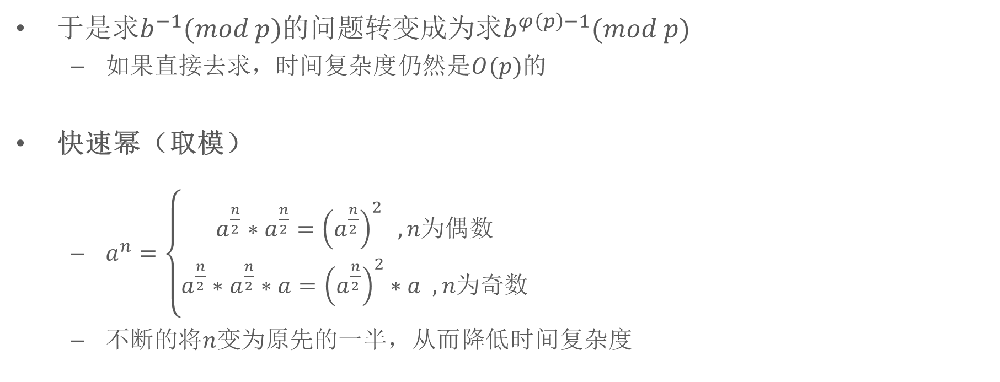 • 于是求$b^{-1}(mod\ p)$的问题转变成为求$b^{\varphi(p)-1}(mod\ p)$
– 如果直接去求，时间复杂度仍然是$O(p)$的
• 快速幂（取模）
– $a^n = \begin{cases} a^{\frac{n}{2}} * a^{\frac{n}{2}} = \left(a^{\frac{n}{2}}\right)^2 , n为偶数 \\ a^{\frac{n}{2}} * a^{\frac{n}{2}} * a = \left(a^{\frac{n}{2}}\right)^2 * a , n为奇数 \end{cases}$
– 不断的将$n$变为原先的一半，从而降低时间复杂度